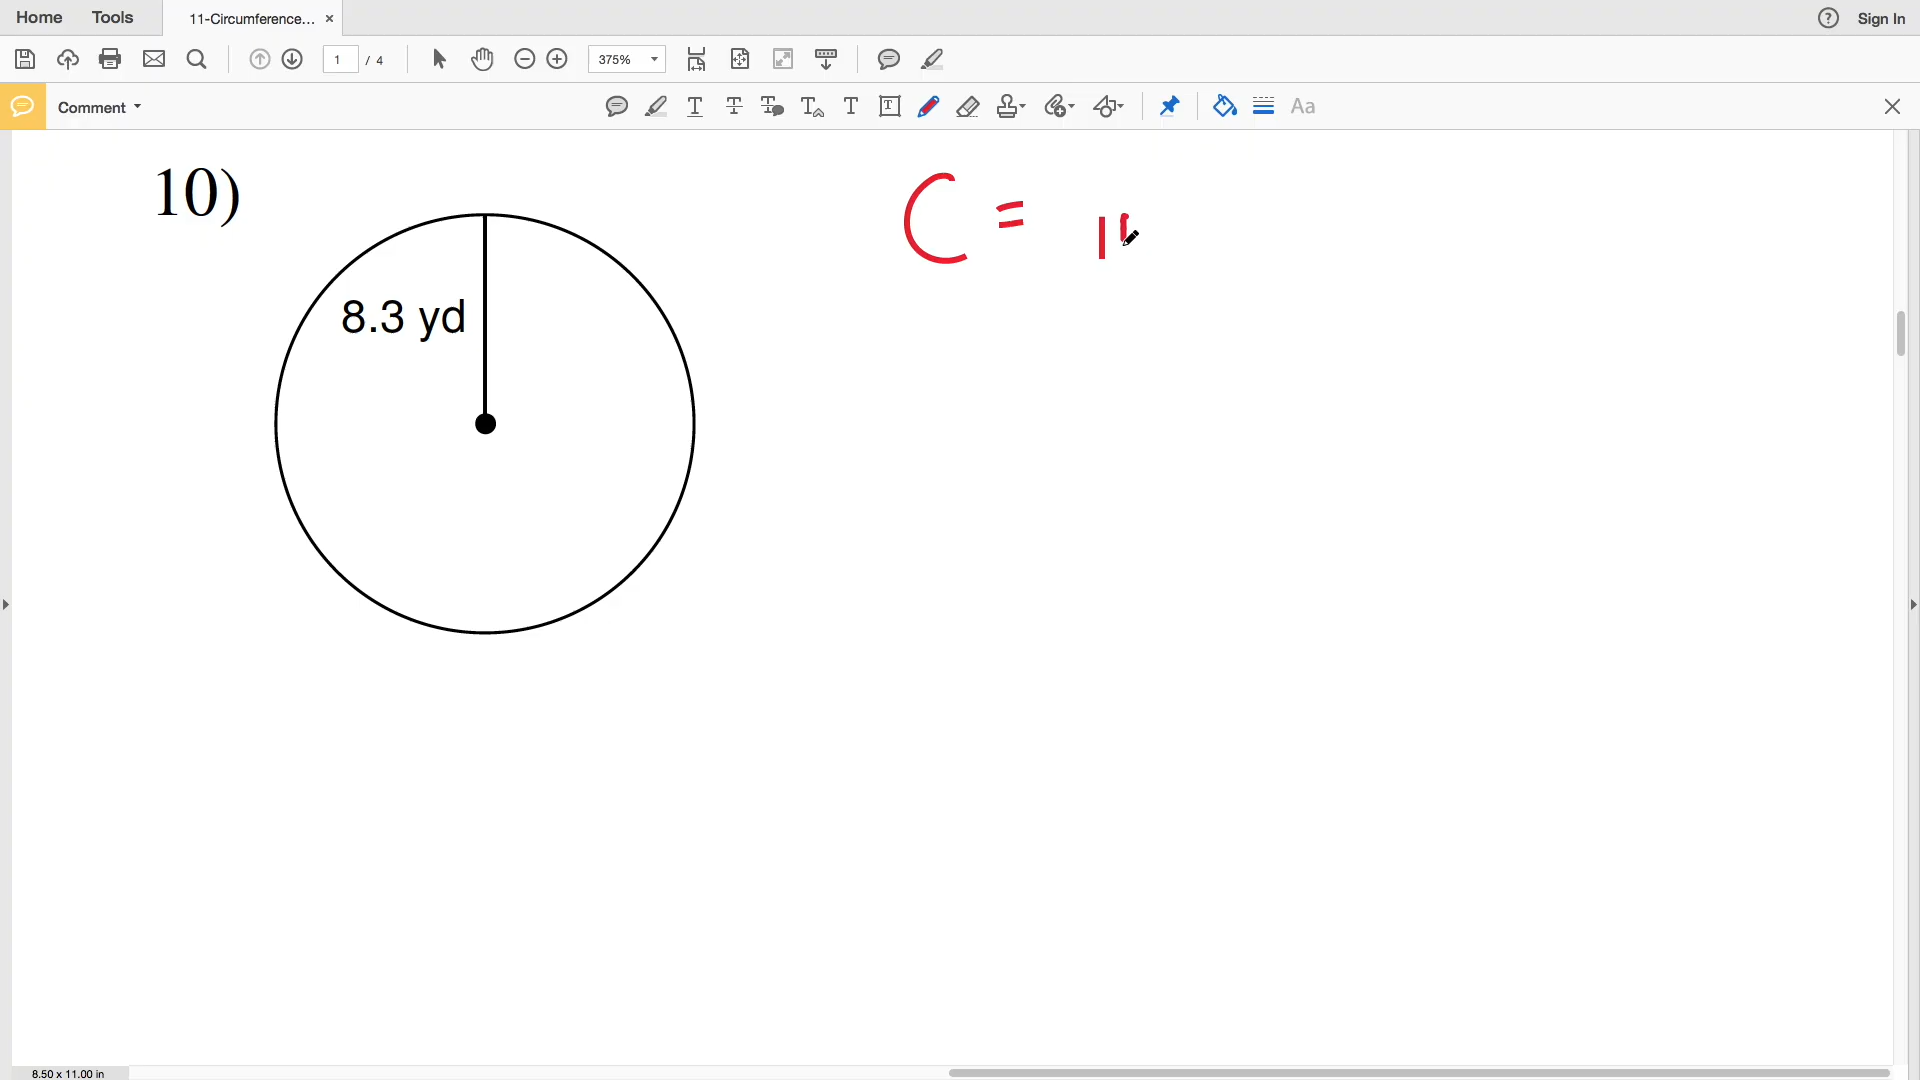 Home Tools 11-Circumference... × ? Sign In
1 / 4 375%
Comment T T T T T T Aa
10)
C =
8.3 yd
8.50 x 11.00 in